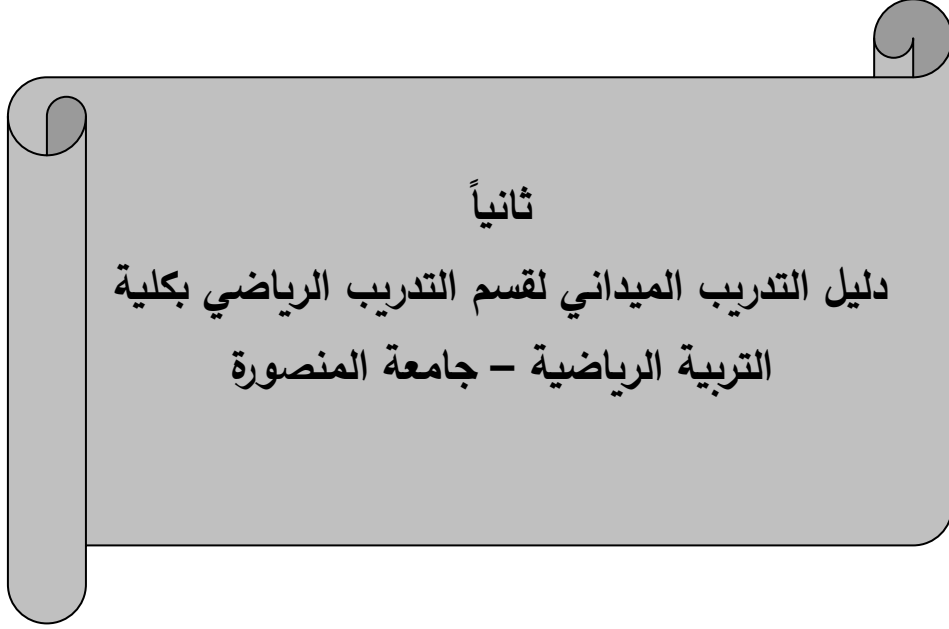 ثانياً
دليل التدريب الميداني لقسم التدريب الرياضي بكلية
التربية الرياضية – جامعة المنصورة